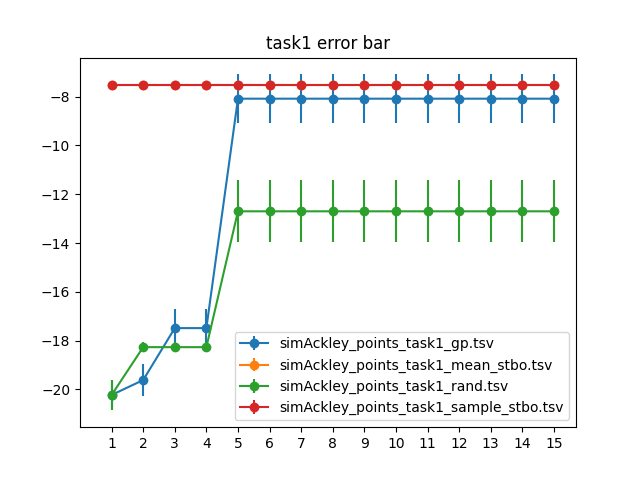 task1 error bar
−8
−10
−12
−14
−16
−18
−20
simAckley_points_task1_gp.tsv
simAckley_points_task1_mean_stbo.tsv
simAckley_points_task1_rand.tsv
simAckley_points_task1_sample_stbo.tsv
1 2 3 4 5 6 7 8 9 10 11 12 13 14 15